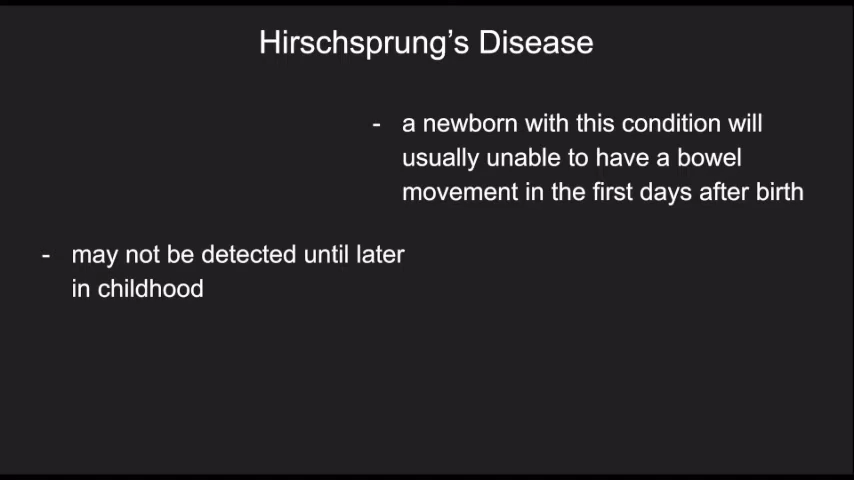 Hirschsprung’s Disease
- a newborn with this condition will
usually unable to have a bowel
movement in the first days after birth
- may not be detected until later
in childhood